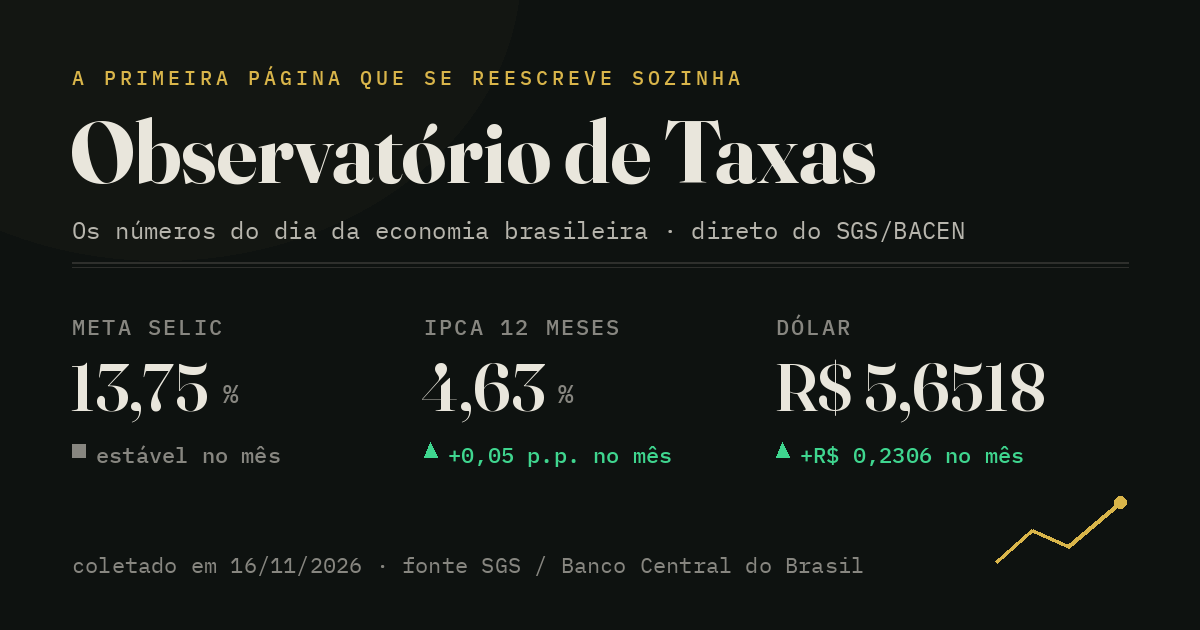 A PRIMEIRA PÁGINA QUE SE REESCREVE SOZINHA
Observatório de Taxas
Os números do dia da economia brasileira · direto do SGS/BACEN
META SELIC
13,75 %
estável no mês
IPCA 12 MESES
4,63 %
+0,05 p.p. no mês
DÓLAR
R$ 5,6518
+R$ 0,2306 no mês
coletado em 16/11/2026 · fonte SGS / Banco Central do Brasil